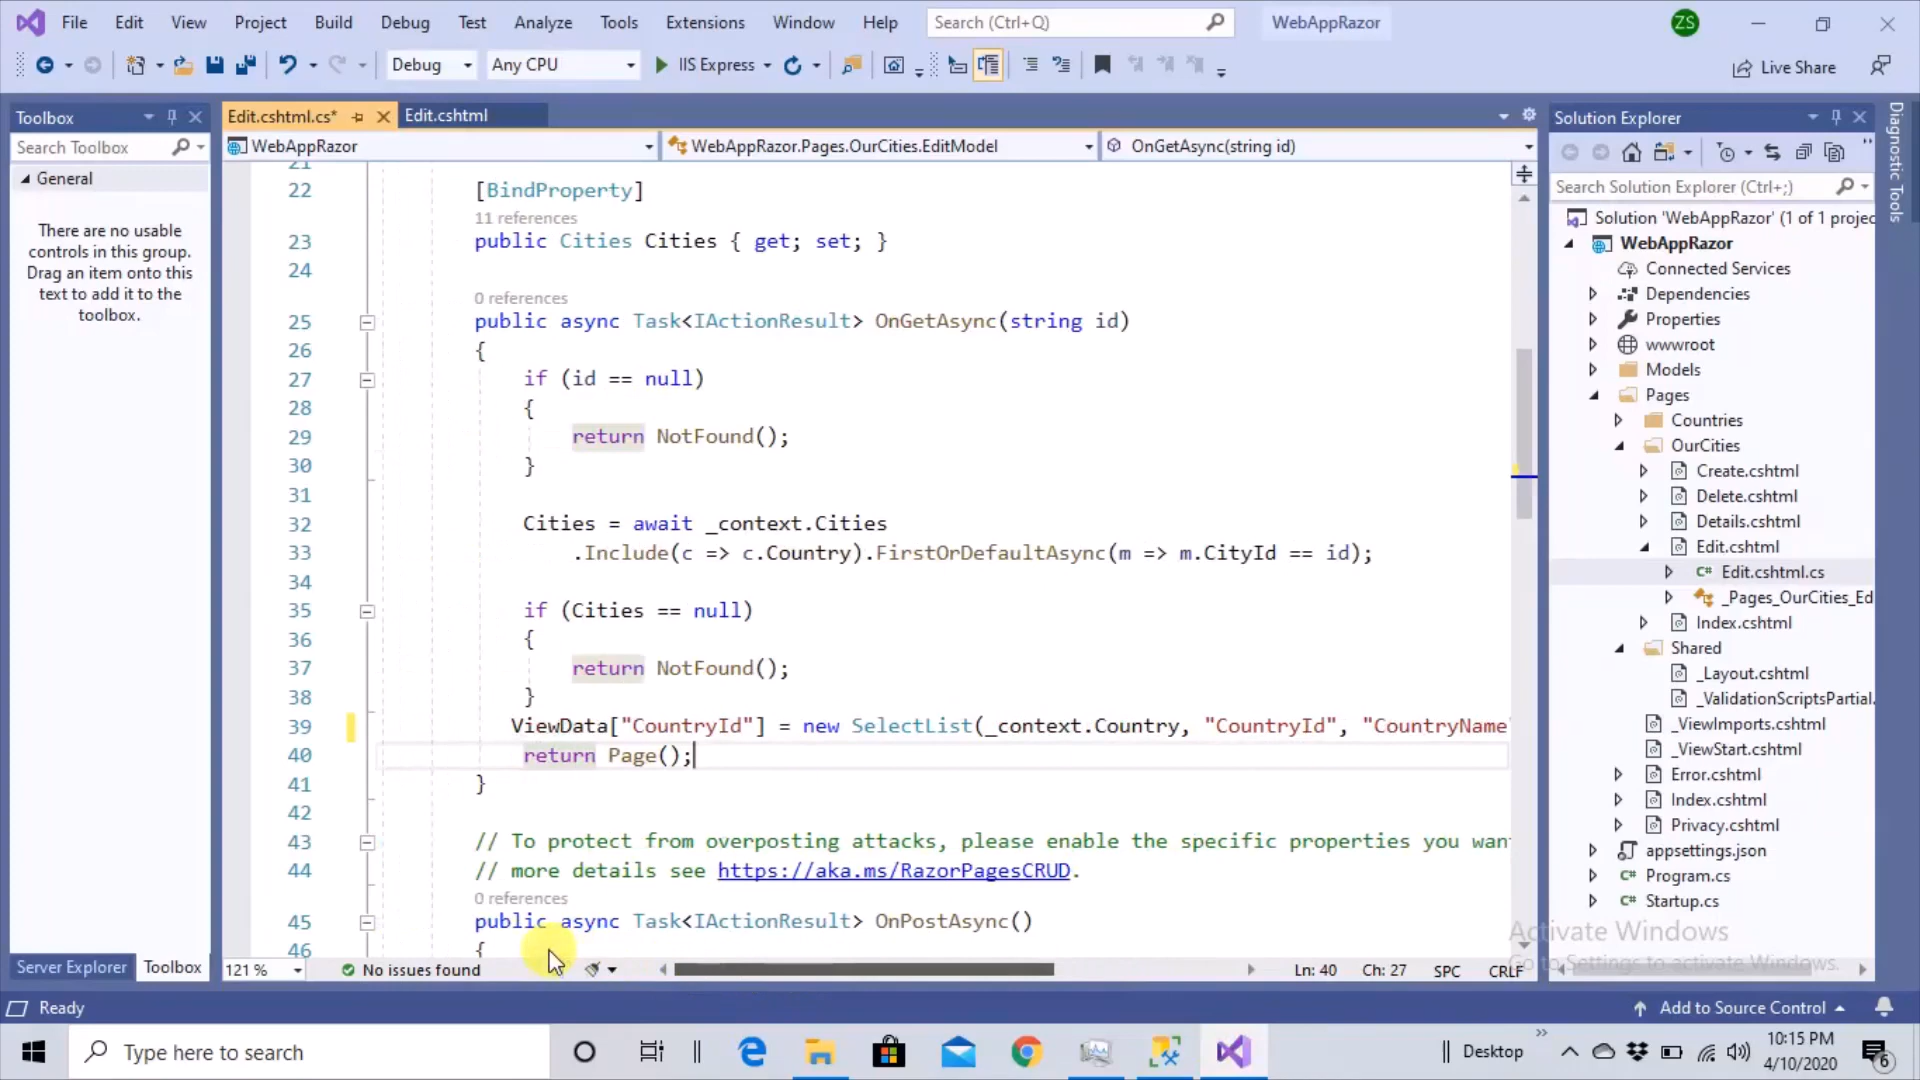 File Edit View Project Build Debug Test Analyze Tools Extensions Window Help Search (Ctrl+Q) WebAppRazor ZS
Debug Any CPU IIS Express Live Share
Toolbox
Search Toolbox
General
There are no usable
controls in this group.
Drag an item onto this
text to add it to the
toolbox.
Edit.cshtml.cs* Edit.cshtml
WebAppRazor WebAppRazor.Pages.OurCities.EditModel OnGetAsync(string id)
21
22 [BindProperty]
11 references
23 public Cities Cities { get; set; }
24
0 references
25 public async Task<IActionResult> OnGetAsync(string id)
26 {
27 if (id == null)
28 {
29 return NotFound();
30 }
31
32 Cities = await _context.Cities
33 .Include(c => c.Country).FirstOrDefaultAsync(m => m.CityId == id);
34
35 if (Cities == null)
36 {
37 return NotFound();
38 }
39 ViewData["CountryId"] = new SelectList(_context.Country, "CountryId", "CountryName"
40 return Page();
41 }
42
43 // To protect from overposting attacks, please enable the specific properties you wan
44 // more details see https://aka.ms/RazorPagesCRUD.
0 references
45 public async Task<IActionResult> OnPostAsync()
46 {
121 % No issues found Ln: 40 Ch: 27 SPC CRLF
Server Explorer Toolbox
Solution Explorer
Search Solution Explorer (Ctrl+;)
Solution 'WebAppRazor' (1 of 1 projec
WebAppRazor
Connected Services
Dependencies
Properties
wwwroot
Models
Pages
Countries
OurCities
Create.cshtml
Delete.cshtml
Details.cshtml
Edit.cshtml
C# Edit.cshtml.cs
_Pages_OurCities_Ed
Index.cshtml
Shared
_Layout.cshtml
_ValidationScriptsPartial.
_ViewImports.cshtml
_ViewStart.cshtml
Error.cshtml
Index.cshtml
Privacy.cshtml
appsettings.json
C# Program.cs
C# Startup.cs
Diagnostic Tools
Activate Windows
Go to Settings to activate Windows.
Ready Add to Source Control
Type here to search Desktop 10:15 PM
4/10/2020
6